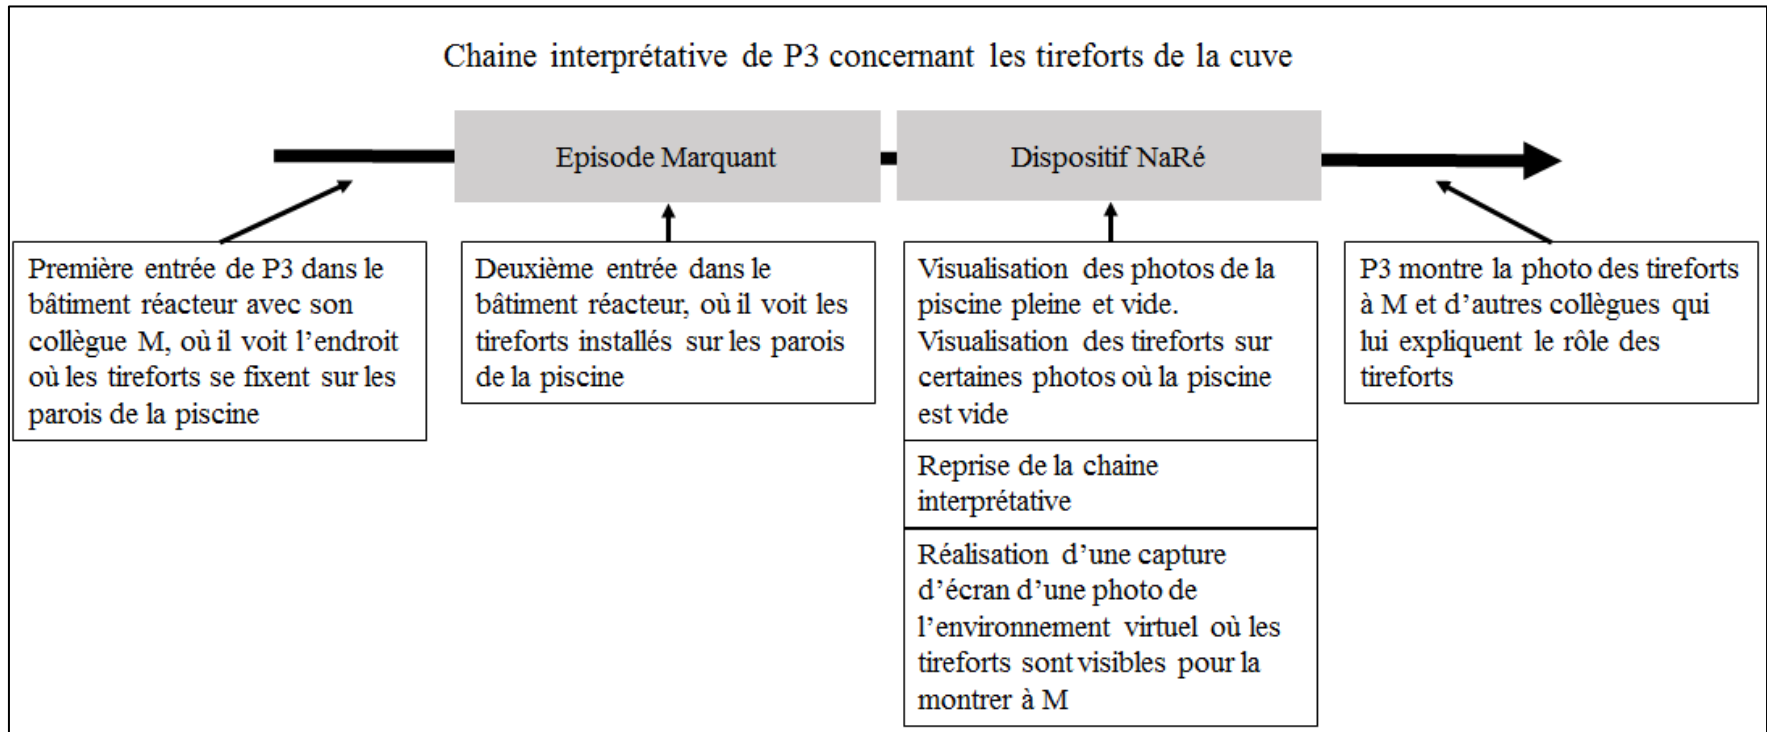 Chaine interprétative de P3 concernant les tireforts de la cuve
Episode Marquant
Dispositif NaRé
Première entrée de P3 dans le
bâtiment réacteur avec son
collègue M, où il voit l’endroit
où les tireforts se fixent sur les
parois de la piscine
Deuxième entrée dans le
bâtiment réacteur, où il voit les
tireforts installés sur les parois
de la piscine
Visualisation des photos de la
piscine pleine et vide.
Visualisation des tireforts sur
certaines photos où la piscine
est vide
Reprise de la chaine
interprétative
Réalisation d’une capture
d’écran d’une photo de
l’environnement virtuel où les
tireforts sont visibles pour la
montrer à M
P3 montre la photo des tireforts
à M et d’autres collègues qui
lui expliquent le rôle des
tireforts